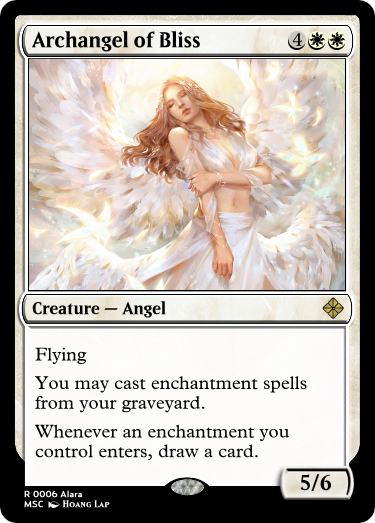 Archangel of Bliss 4
Creature — Angel
Flying
You may cast enchantment spells
from your graveyard.
Whenever an enchantment you
control enters, draw a card.
5/6
R 0006 Alara
MSC Hoang Lap